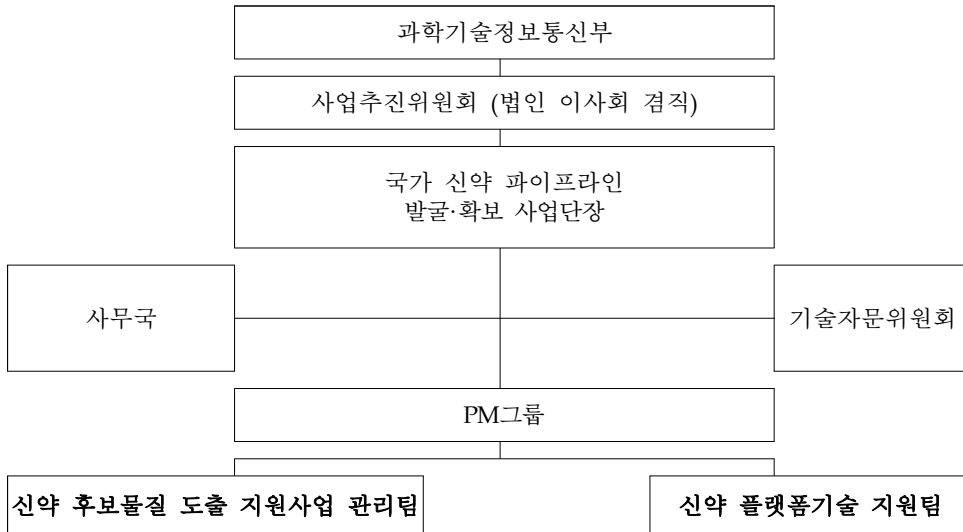 과학기술정보통신부
사업추진위원회 (법인 이사회 겸직)
국가 신약 파이프라인
발굴·확보 사업단장
사무국
기술자문위원회
PM그룹
신약 후보물질 도출 지원사업 관리팀
신약 플랫폼기술 지원팀